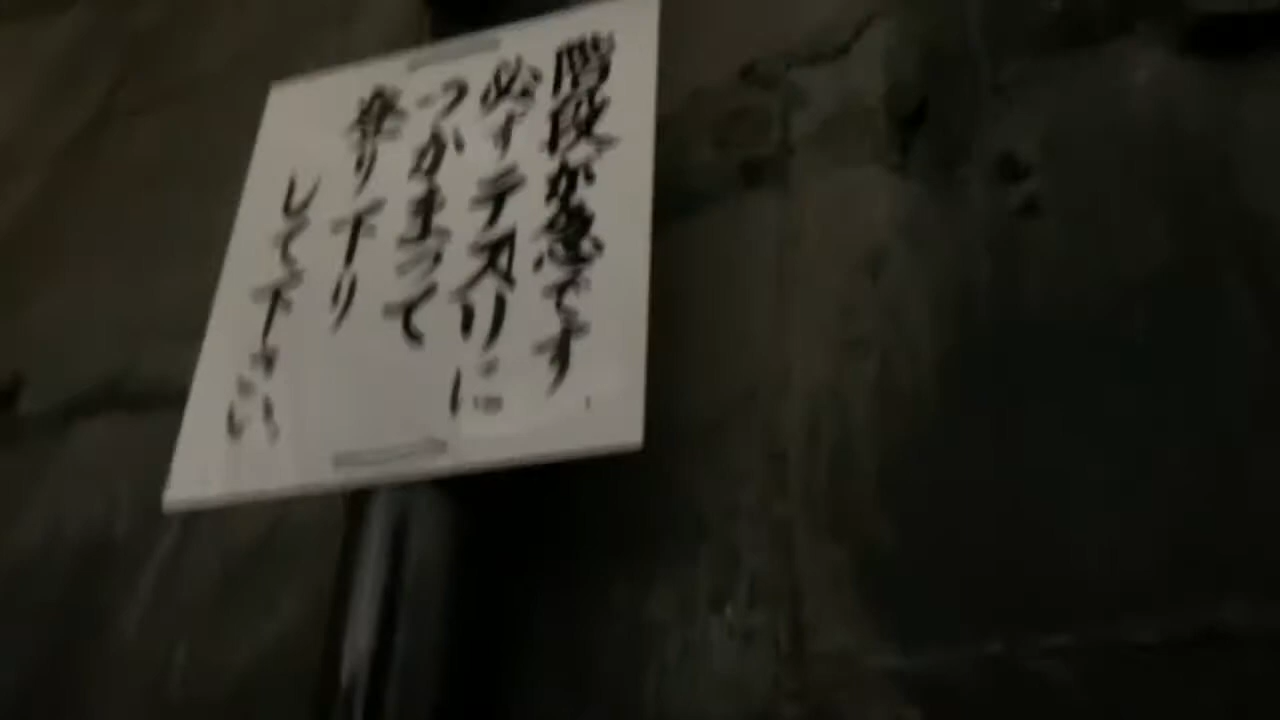 階段が急です
必ずテスリに
つかまって
登り下り
して下さい